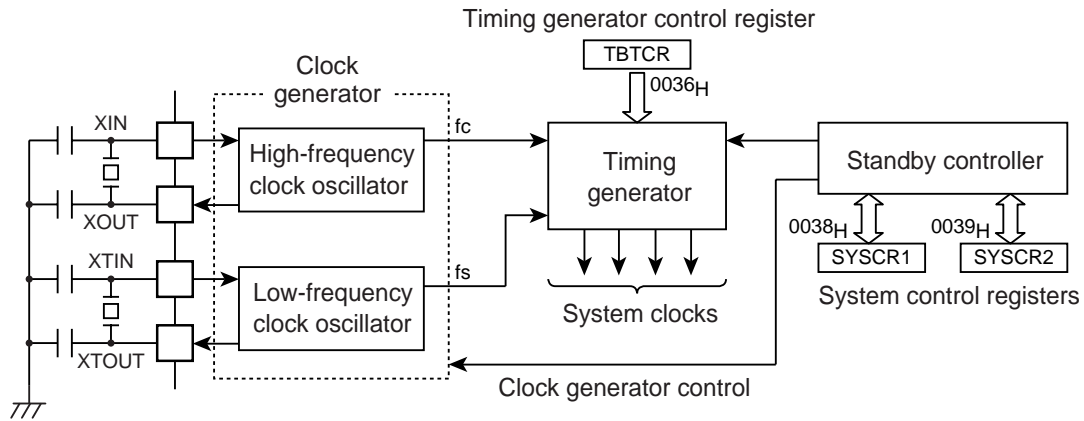 Timing generator control register
TBTCR
0036H
Clock
generator
XIN
XOUT
XTIN
XTOUT
High-frequency
clock oscillator
Low-frequency
clock oscillator
fc
fs
Timing
generator
System clocks
Standby controller
0038H
0039H
SYSCR1
SYSCR2
System control registers
Clock generator control